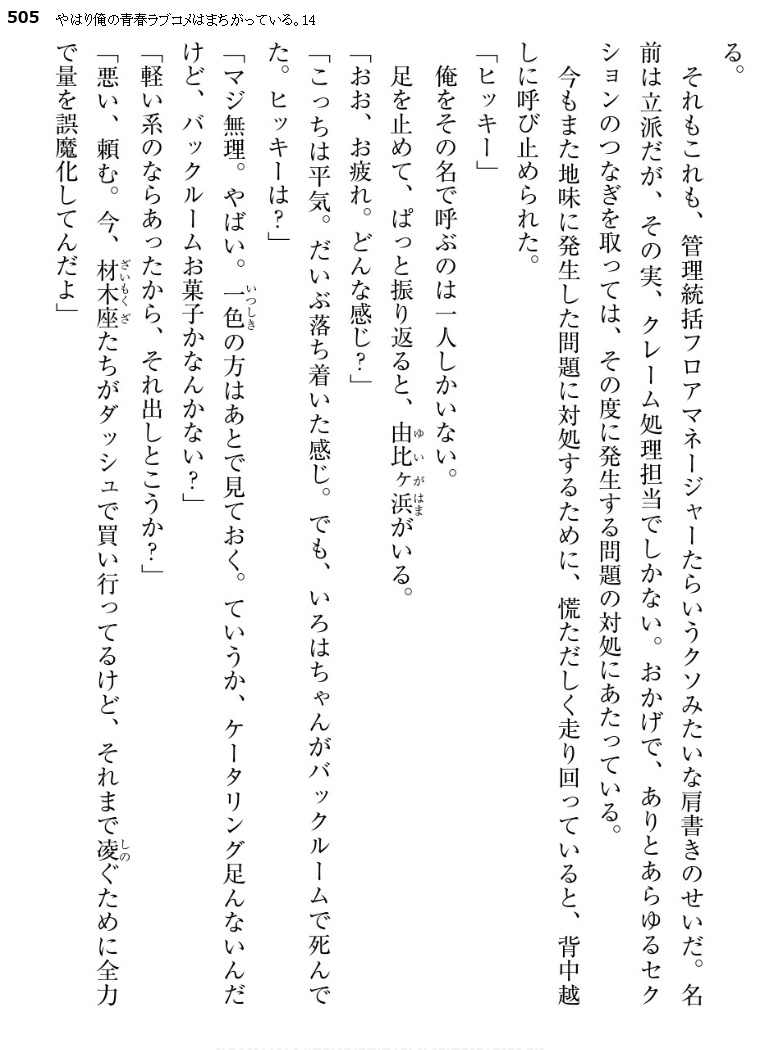 505 やはり俺の青春ラブコメはまちがっている。14
る。
　それもこれも、管理統括フロアマネージャーたらいうクソみたいな肩書きのせいだ。名
前は立派だが、その実、クレーム処理担当でしかない。おかげで、ありとあらゆるセク
ションのつなぎを取っては、その度に発生する問題の対処にあたっている。
　今もまた地味に発生した問題に対処するために、慌ただしく走り回っていると、背中越
しに呼び止められた。
「ヒッキー」
　俺をその名で呼ぶのは一人しかいない。
　足を止めて、ぱっと振り返ると、由比ヶ浜がいる。
「おお、お疲れ。どんな感じ？」
「こっちは平気。だいぶ落ち着いた感じ。でも、いろはちゃんがバックルームで死んで
た。ヒッキーは？」
「マジ無理。やばい。一色の方はあとで見ておく。ていうか、ケータリング足んないんだ
けど、バックルームお菓子かなんかない？」
「軽い系のならあったから、それ出しとこうか？」
「悪い、頼む。今、材木座たちがダッシュで買い行ってるけど、それまで凌ぐために全力
で量を誤魔化してんだよ」